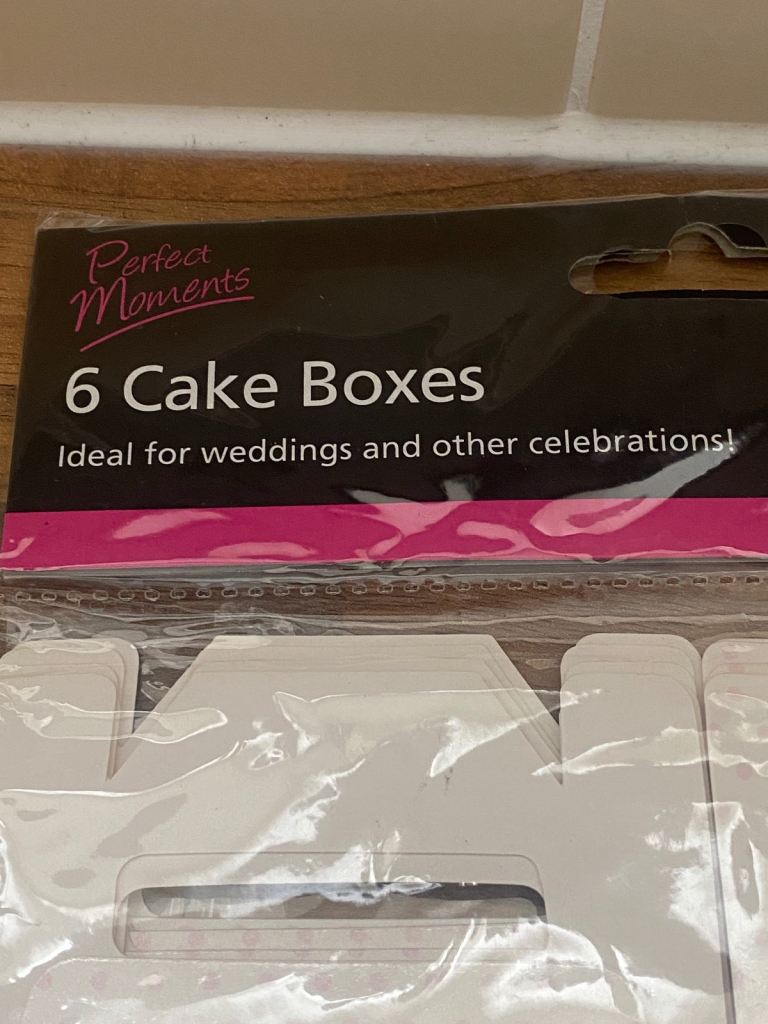 Perfect
Moments
6 Cake Boxes
Ideal for weddings and other celebrations!